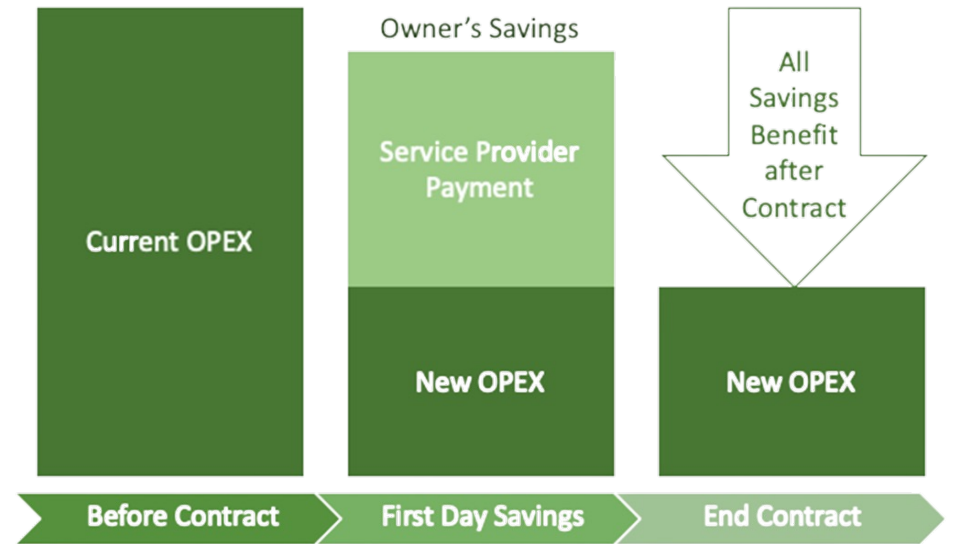 Current OPEX
Owner's Savings
Service Provider
Payment
New OPEX
All
Savings
Benefit
after
Contract
New OPEX
Before Contract
First Day Savings
End Contract